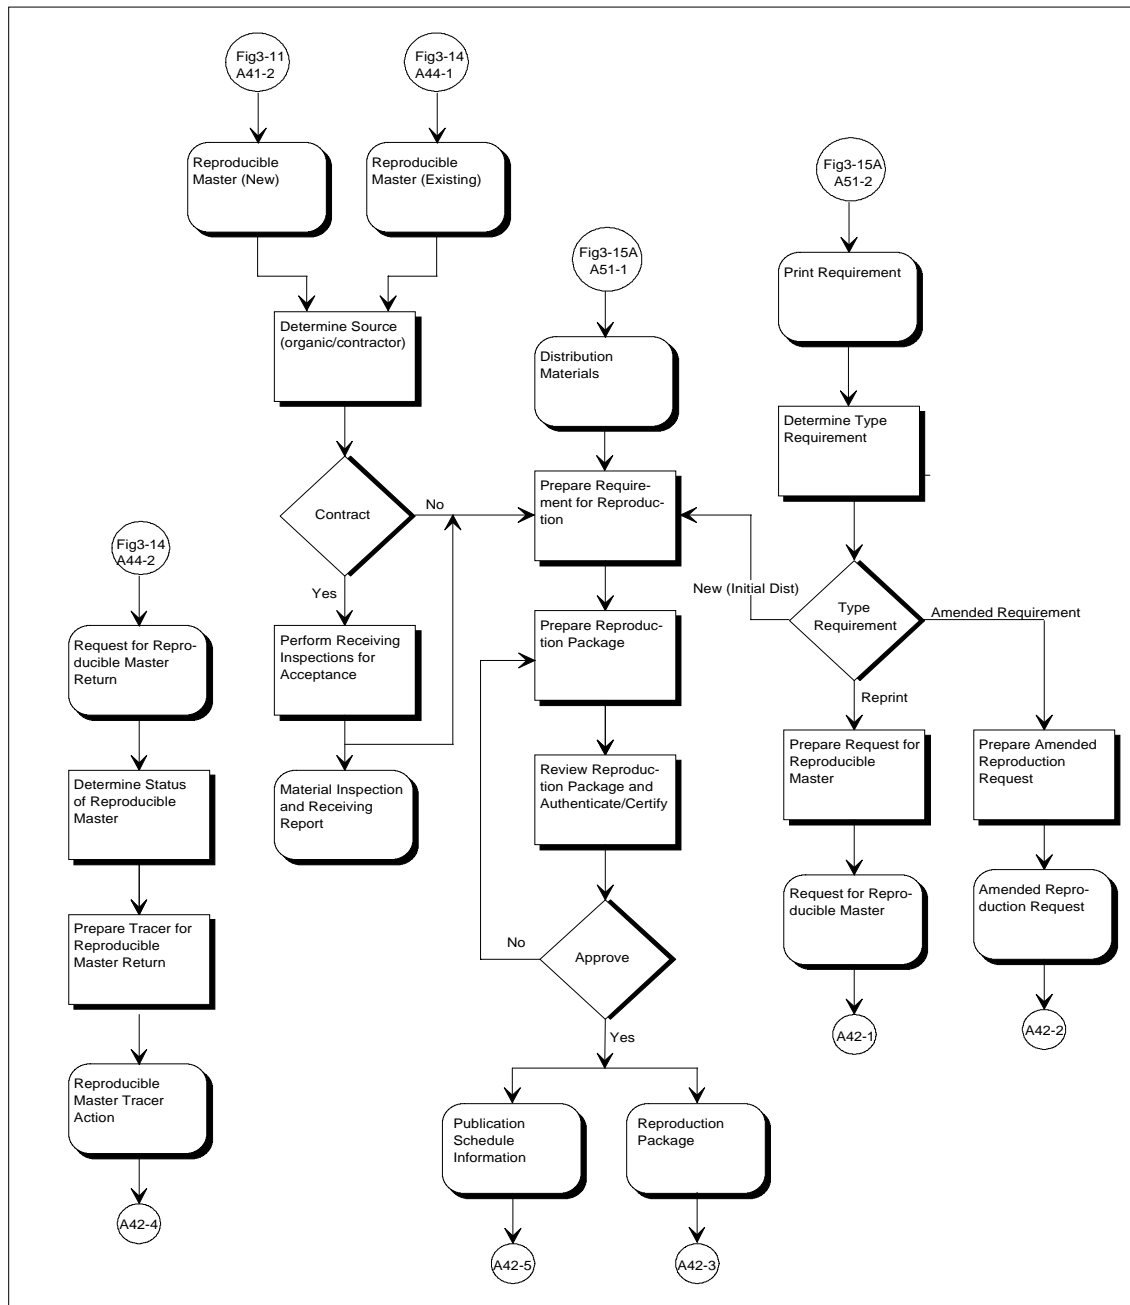 Fig3-11
A41-2
Fig3-14
A44-1
Reproducible
Master (New)
Reproducible
Master (Existing)
Fig3-15A
A51-2
Fig3-15A
A51-1
Print Requirement
Determine Source
(organic/contractor)
Distribution
Materials
Determine Type
Requirement
Contract
No
Prepare Require-
ment for Reproduc-
tion
Fig3-14
A44-2
Yes
New (Initial Dist)
Type
Requirement
Amended Requirement
Request for Repro-
ducible Master
Return
Perform Receiving
Inspections for
Acceptance
Prepare Reproduc-
tion Package
Reprint
Determine Status
of Reproducible
Master
Material Inspection
and Receiving
Report
Review Reproduc-
tion Package and
Authenticate/Certify
Prepare Request for
Reproducible
Master
Prepare Amended
Reproduction
Request
Prepare Tracer for
Reproducible
Master Return
No
Approve
Request for Repro-
ducible Master
Amended Repro-
duction Request
Yes
A42-1
A42-2
Reproducible
Master Tracer
Action
Publication
Schedule
Information
Reproduction
Package
A42-4
A42-5
A42-3